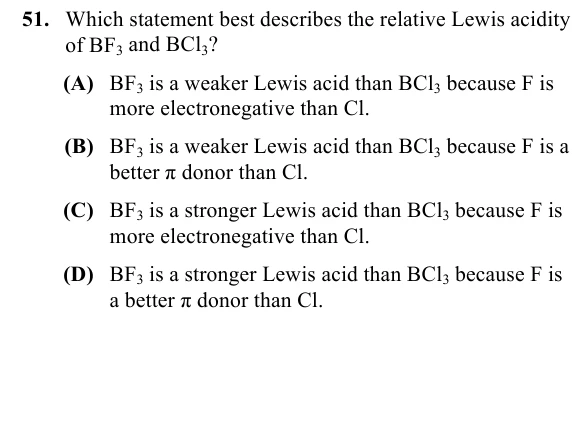 51. Which statement best describes the relative Lewis acidity
of BF₃ and BCl₃?
(A) BF₃ is a weaker Lewis acid than BCl₃ because F is
more electronegative than Cl.
(B) BF₃ is a weaker Lewis acid than BCl₃ because F is a
better π donor than Cl.
(C) BF₃ is a stronger Lewis acid than BCl₃ because F is
more electronegative than Cl.
(D) BF₃ is a stronger Lewis acid than BCl₃ because F is
a better π donor than Cl.